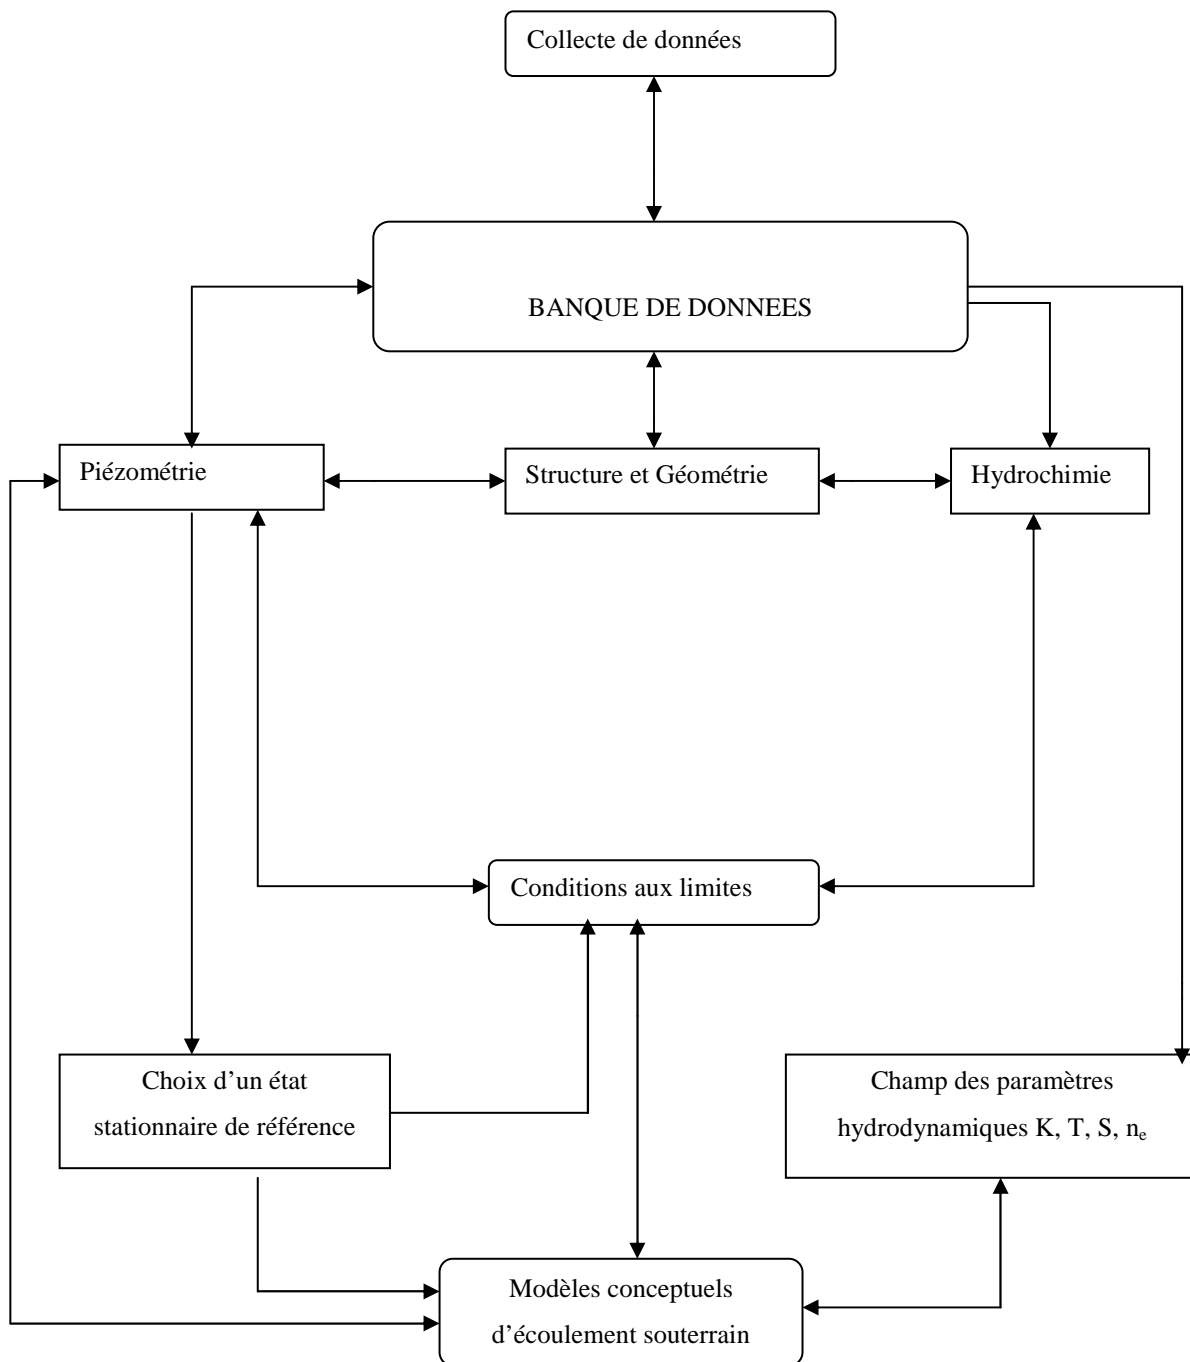 Collecte de données
BANQUE DE DONNEES
Piézométrie
Structure et Géométrie
Hydrochimie
Conditions aux limites
Choix d’un état
stationnaire de référence
Champ des paramètres
hydrodynamiques K, T, S, nₑ
Modèles conceptuels
d’écoulement souterrain